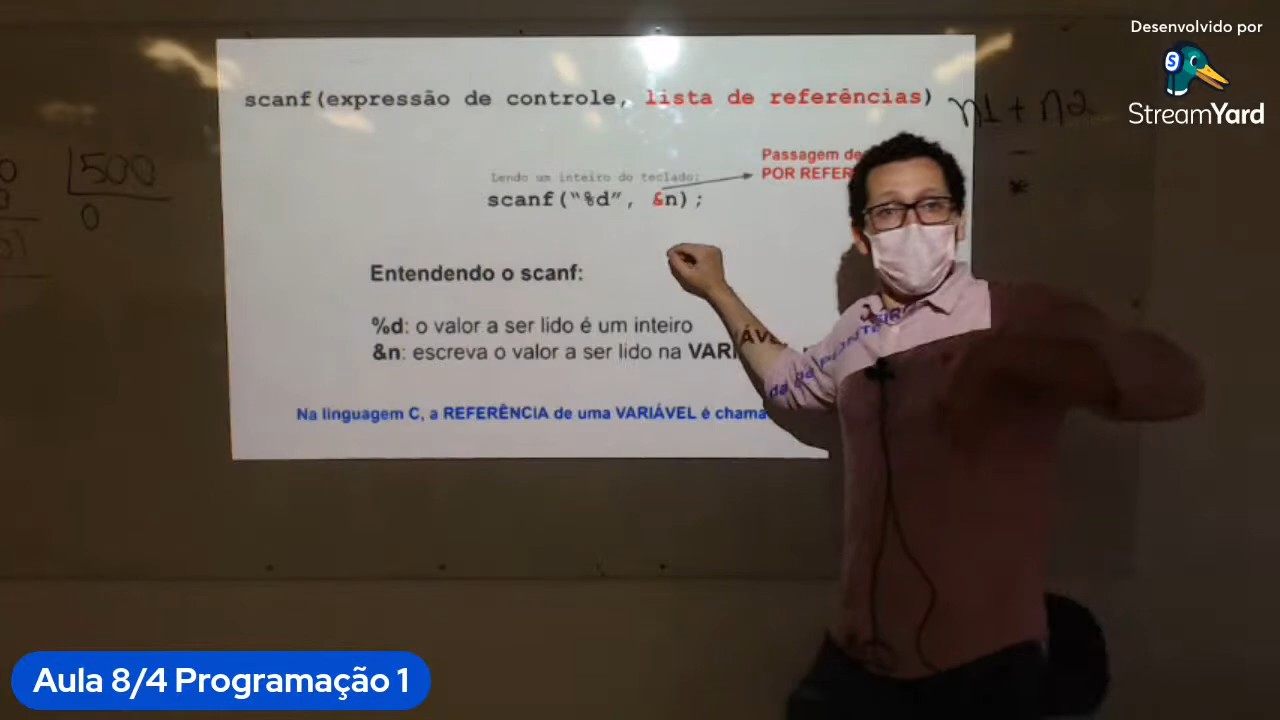 Desenvolvido por
StreamYard
scanf(expressão de controle, lista de referências)
n1 + n2
*
500
0
Passagem de
POR REFER
Lendo um inteiro do teclado:
scanf(“%d”, &n);
Entendendo o scanf:
%d: o valor a ser lido é um inteiro
&n: escreva o valor a ser lido na VARI
Na linguagem C, a REFERÊNCIA de uma VARIÁVEL é chama
Aula 8/4 Programação 1